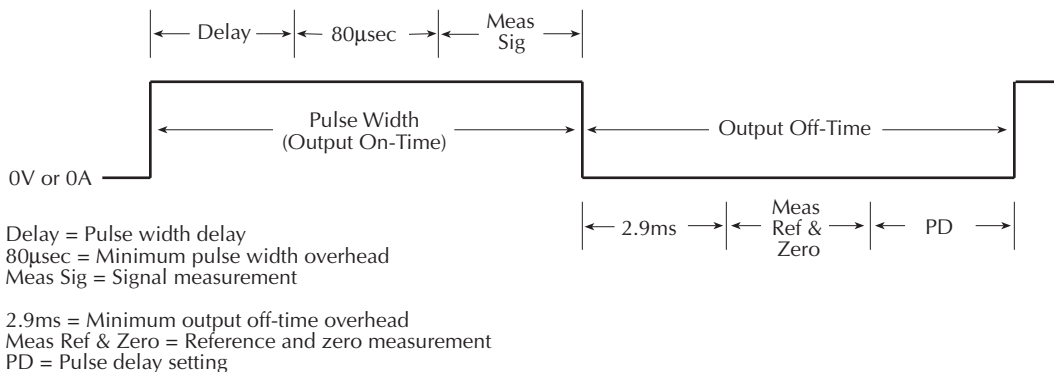 Delay
80µsec
Meas
Sig
Pulse Width
(Output On-Time)
Output Off-Time
0V or 0A
2.9ms
Meas
Ref &
Zero
PD
Delay = Pulse width delay
80µsec = Minimum pulse width overhead
Meas Sig = Signal measurement
2.9ms = Minimum output off-time overhead
Meas Ref & Zero = Reference and zero measurement
PD = Pulse delay setting